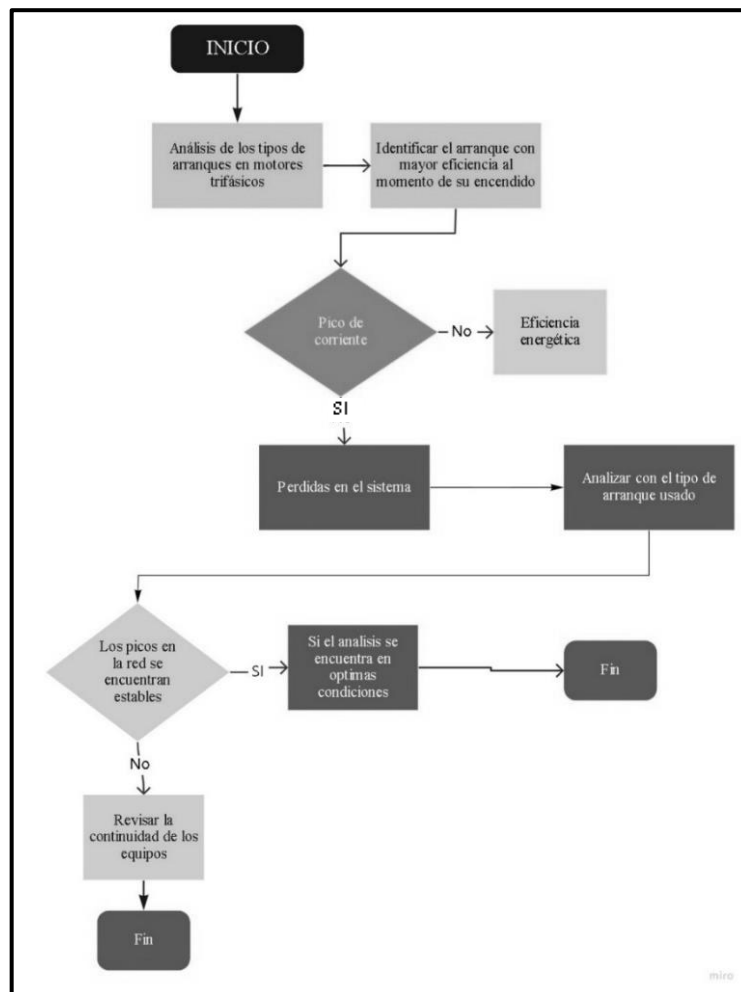 INICIO
Análisis de los tipos de
arranques en motores
trifásicos
Identificar el arranque con
mayor eficiencia al
momento de su encendido
Pico de
corriente
No
Eficiencia
energética
SI
Perdidas en el sistema
Analizar con el tipo de
arranque usado
Los picos en
la red se
encuentran
estables
SI
Si el analisis se
encuentra en
optimas
condiciones
Fin
No
Revisar la
continuidad de los
equipos
Fin
miro